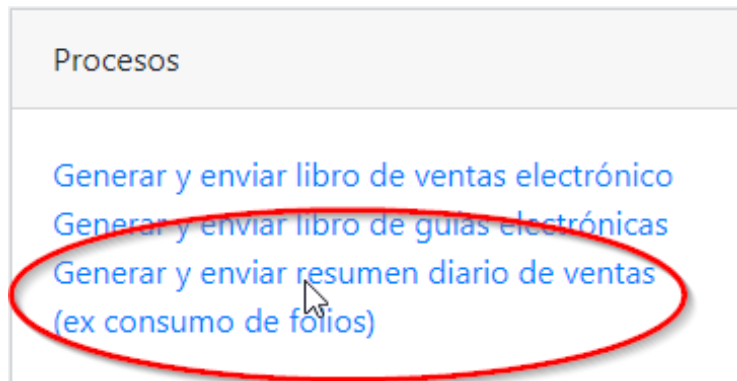 Procesos
Generar y enviar libro de ventas electrónico
Generar y enviar libro de guías electrónicas
Generar y enviar resumen diario de ventas
(ex consumo de folios)